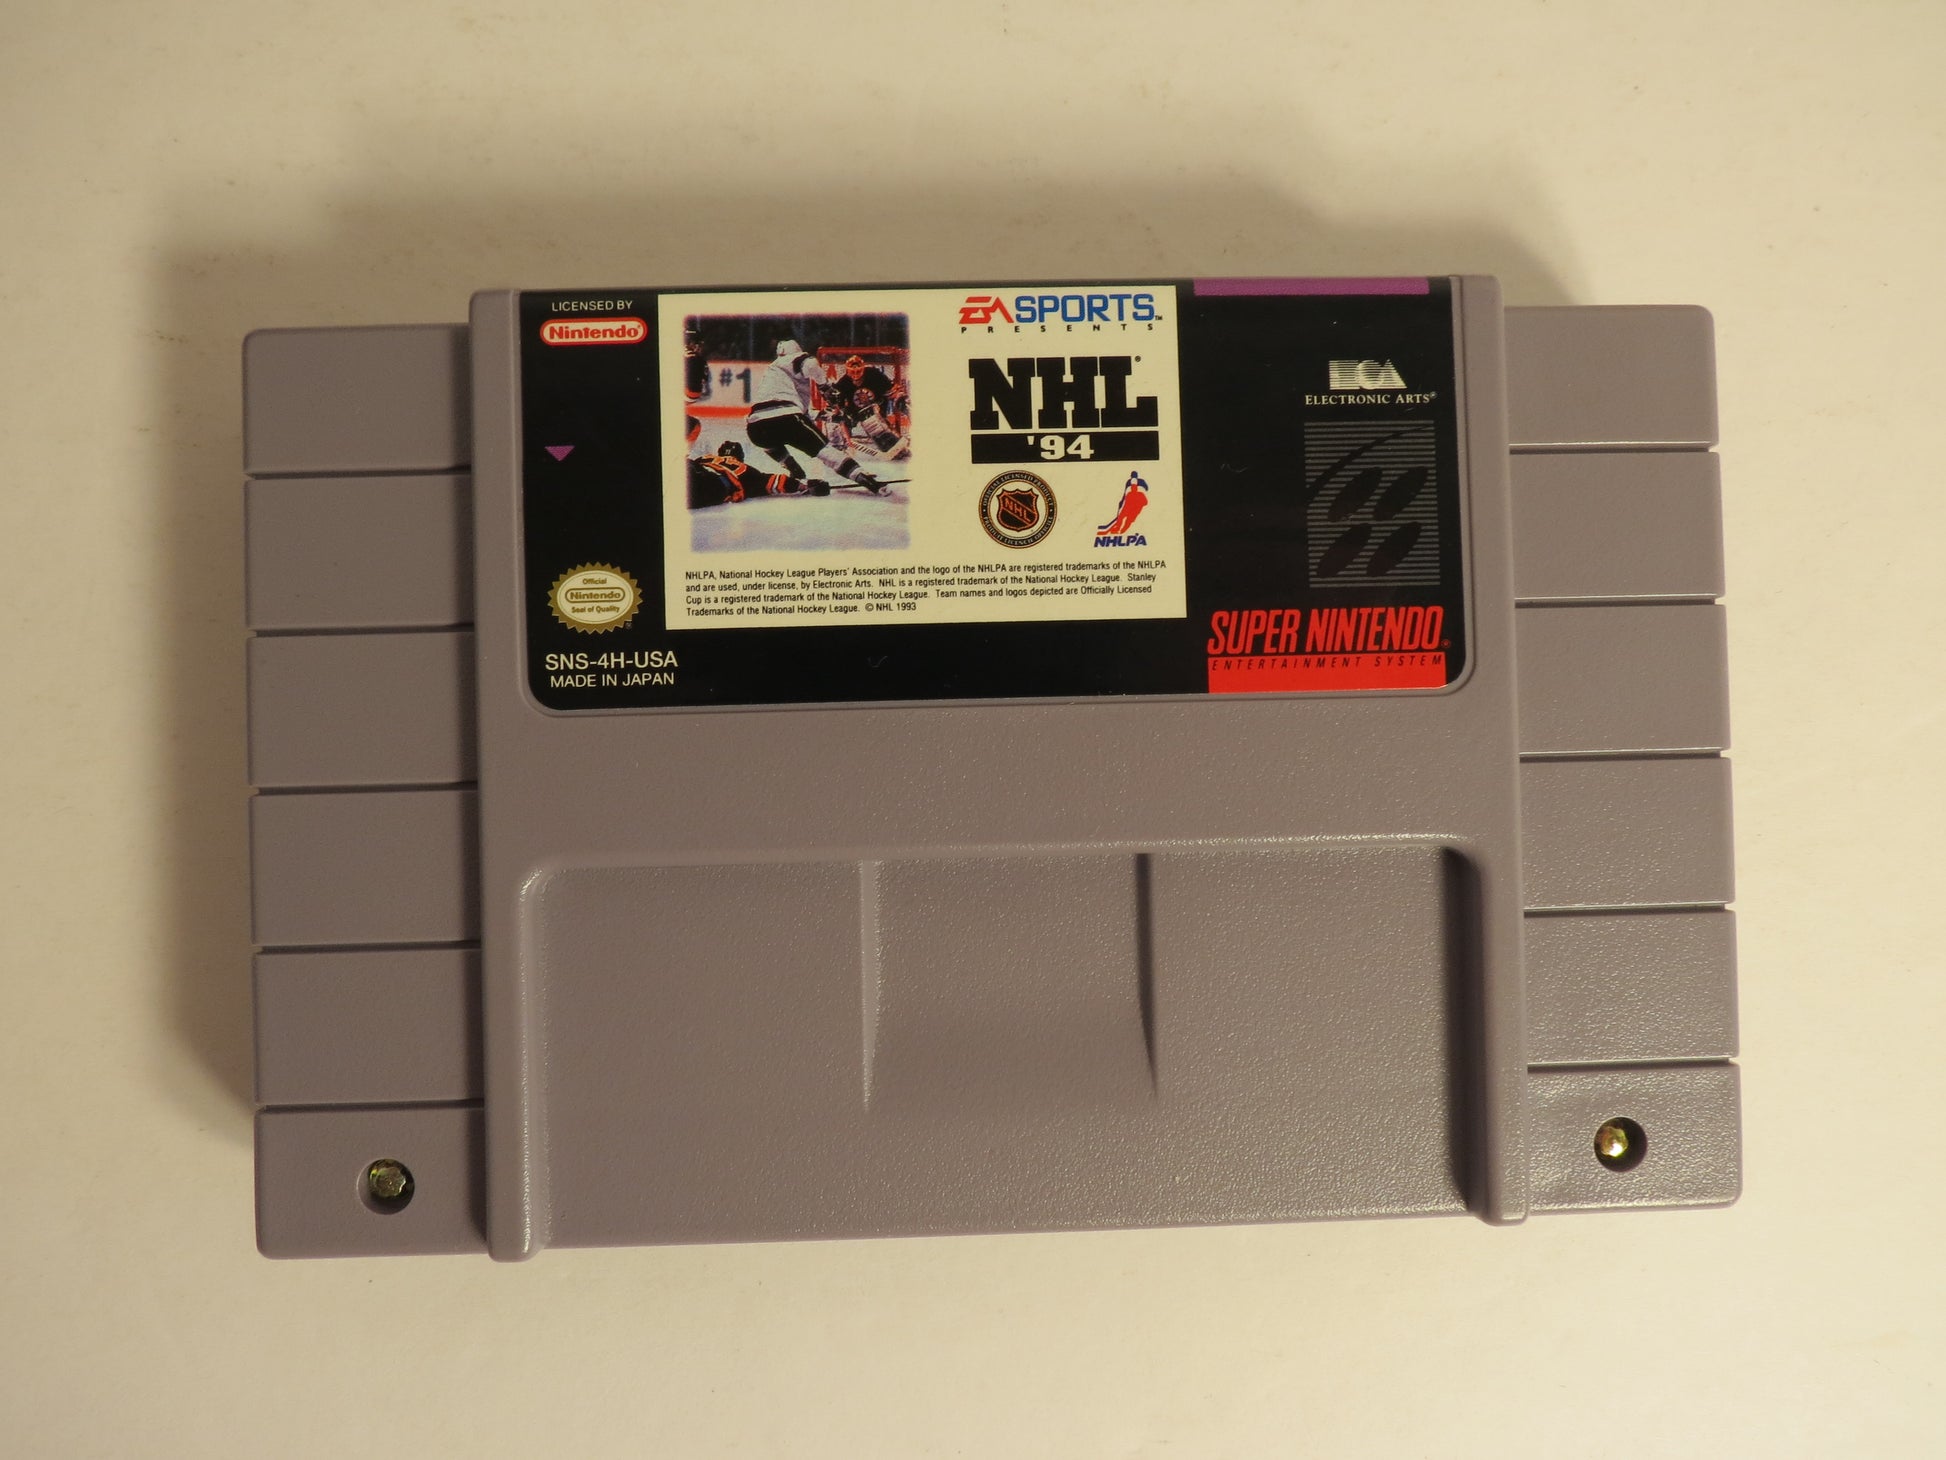 LICENSED BY
Nintendo®
EA SPORTS™
PRESENTS
#1
NHL®
'94
NHL
NHLPA
ELECTRONIC ARTS®
NHLPA, National Hockey League Players' Association and the logo of the NHLPA are registered trademarks of the NHLPA
and are used, under license, by Electronic Arts. NHL is a registered trademark of the National Hockey League. Stanley
Cup is a registered trademark of the National Hockey League. Team names and logos depicted are Officially Licensed
Trademarks of the National Hockey League. © NHL 1993
Official
Nintendo
Seal of Quality
SNS-4H-USA
MADE IN JAPAN
SUPER NINTENDO®
ENTERTAINMENT SYSTEM